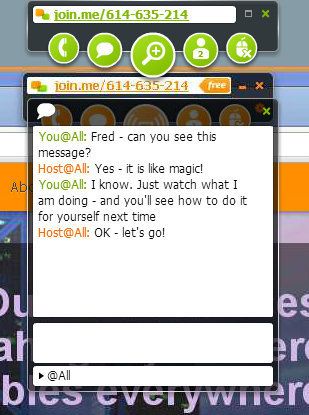 join.me/614-635-214
2
join.me/614-635-214 free
You@All: Fred - can you see this
message?
Host@All: Yes - it is like magic!
You@All: I know. Just watch what I
am doing - and you'll see how to do it
for yourself next time
Host@All: OK - let's go!
@All
everywhere